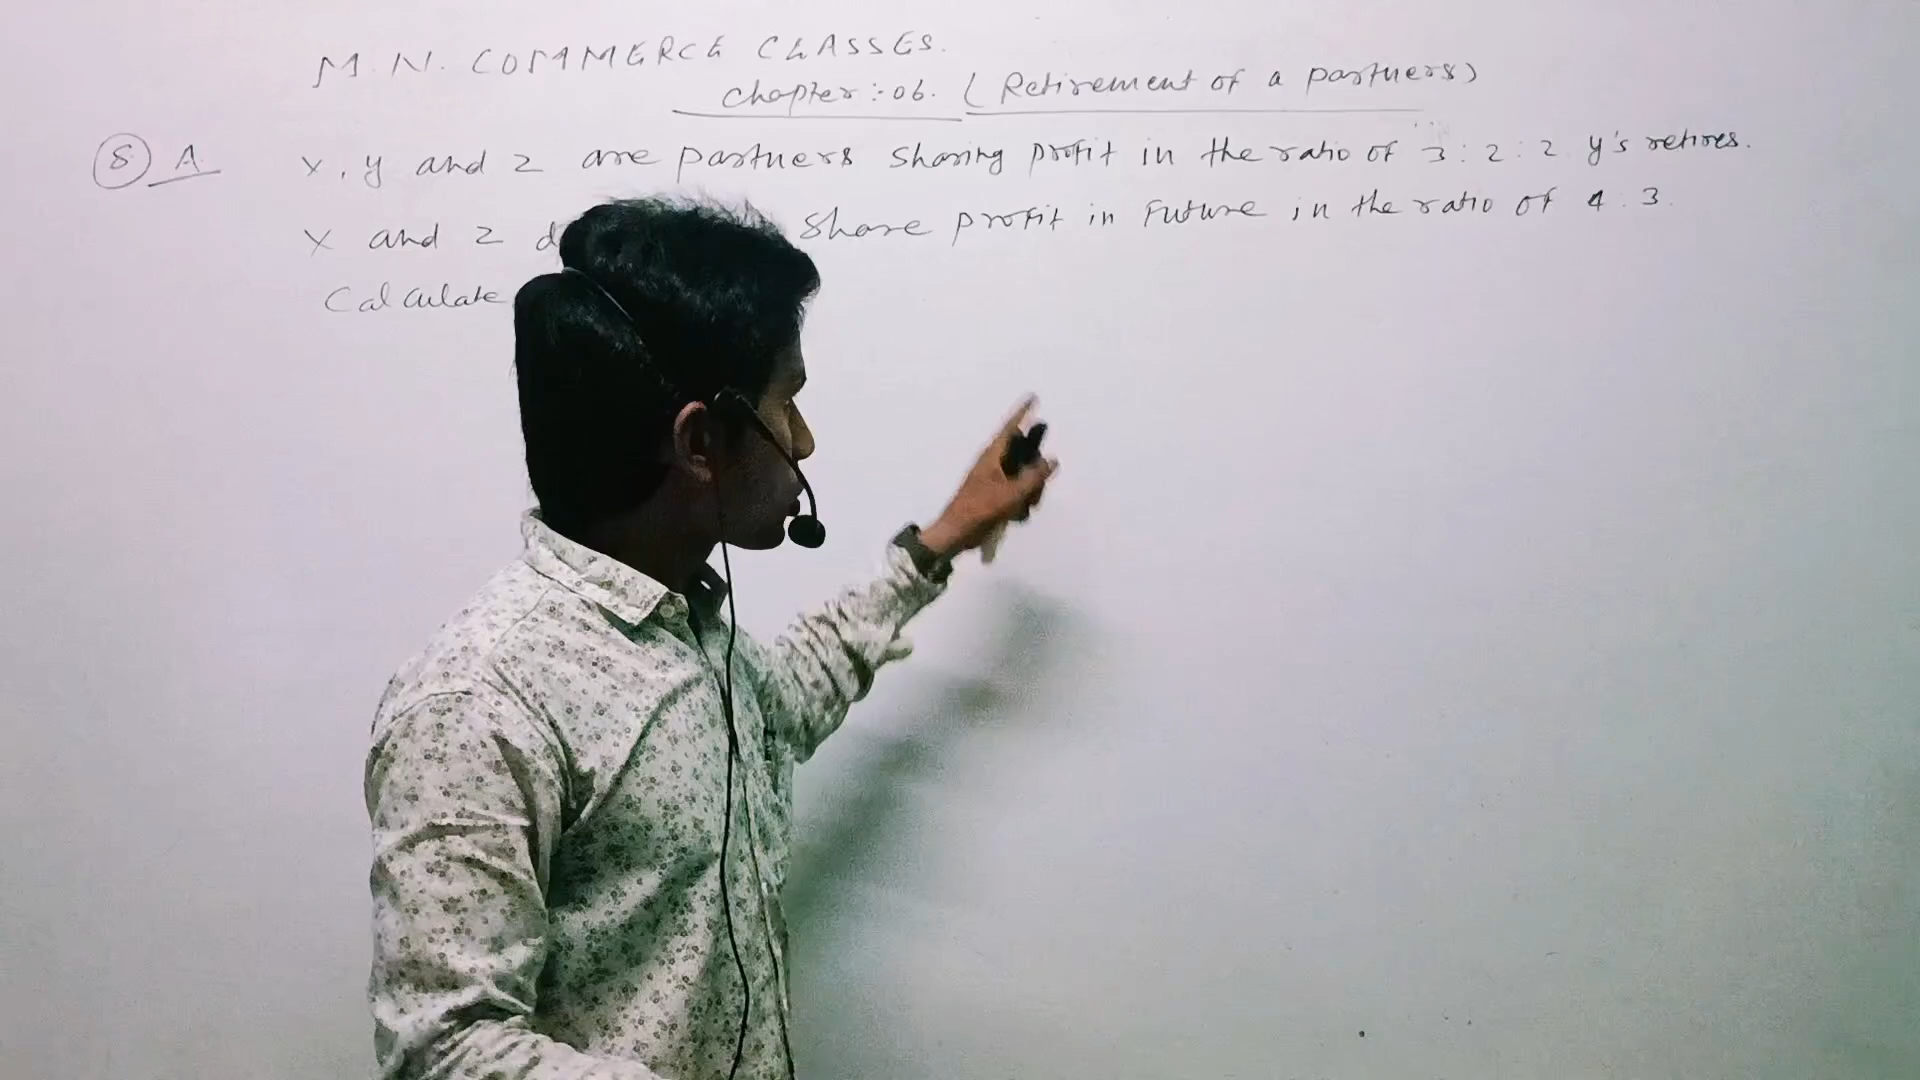 M.N. COMMERCE CLASSES.
Chapter:-06. (Retirement of a partners)
8 A X, y and z are partners sharing profit in the ratio of 3:2:2 y's retires.
X and z share profit in Future in the ratio of 4:3.
Calculate